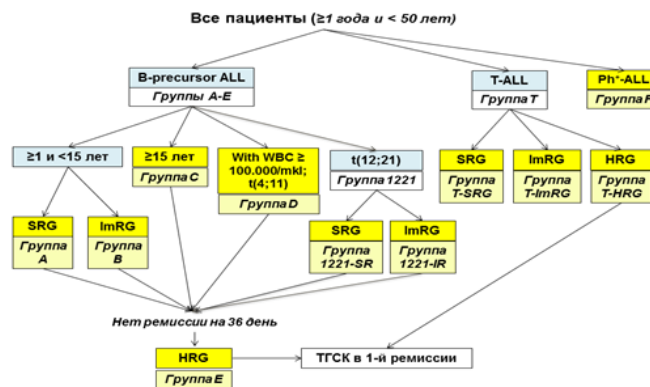 Все пациенты (≥1 года и < 50 лет)
B-precursor ALL
Группы A-E
T-ALL
Группа T
Ph⁺-ALL
Группа F
≥1 и <15 лет
≥15 лет
Группа C
With WBC ≥
100.000/mkl;
t(4;11)
Группа D
t(12;21)
Группа 1221
SRG
Группа
T-SRG
ImRG
Группа
T-ImRG
HRG
Группа
T-HRG
SRG
Группа
A
ImRG
Группа
B
SRG
Группа
1221-SR
ImRG
Группа
1221-IR
Нет ремиссии на 36 день
HRG
Группа E
ТГСК в 1-й ремиссии